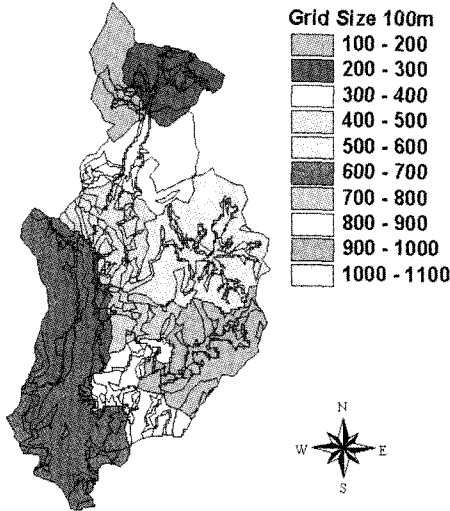 Grid Size 100m
100 - 200
200 - 300
300 - 400
400 - 500
500 - 600
600 - 700
700 - 800
800 - 900
900 - 1000
1000 - 1100
N
W E
S